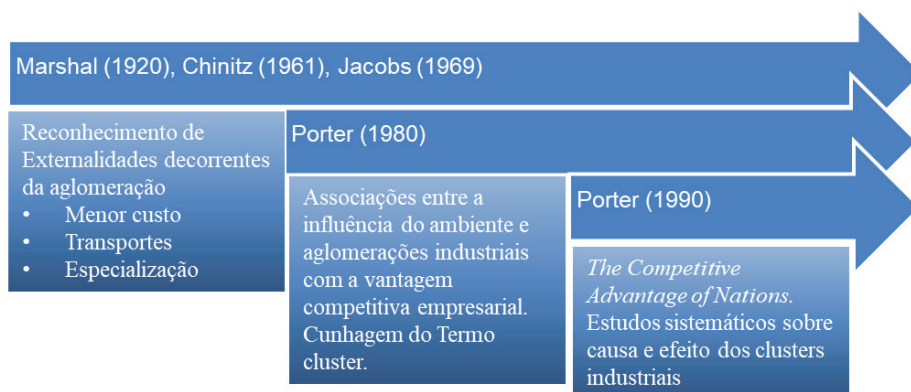 Marshal (1920), Chinitz (1961), Jacobs (1969)
Reconhecimento de
Externalidades decorrentes
da aglomeração
• Menor custo
• Transportes
• Especialização
Porter (1980)
Associações entre a
influência do ambiente e
aglomerações industriais
com a vantagem
competitiva empresarial.
Cunhagem do Termo
cluster.
Porter (1990)
The Competitive
Advantage of Nations.
Estudos sistemáticos sobre
causa e efeito dos clusters
industriais